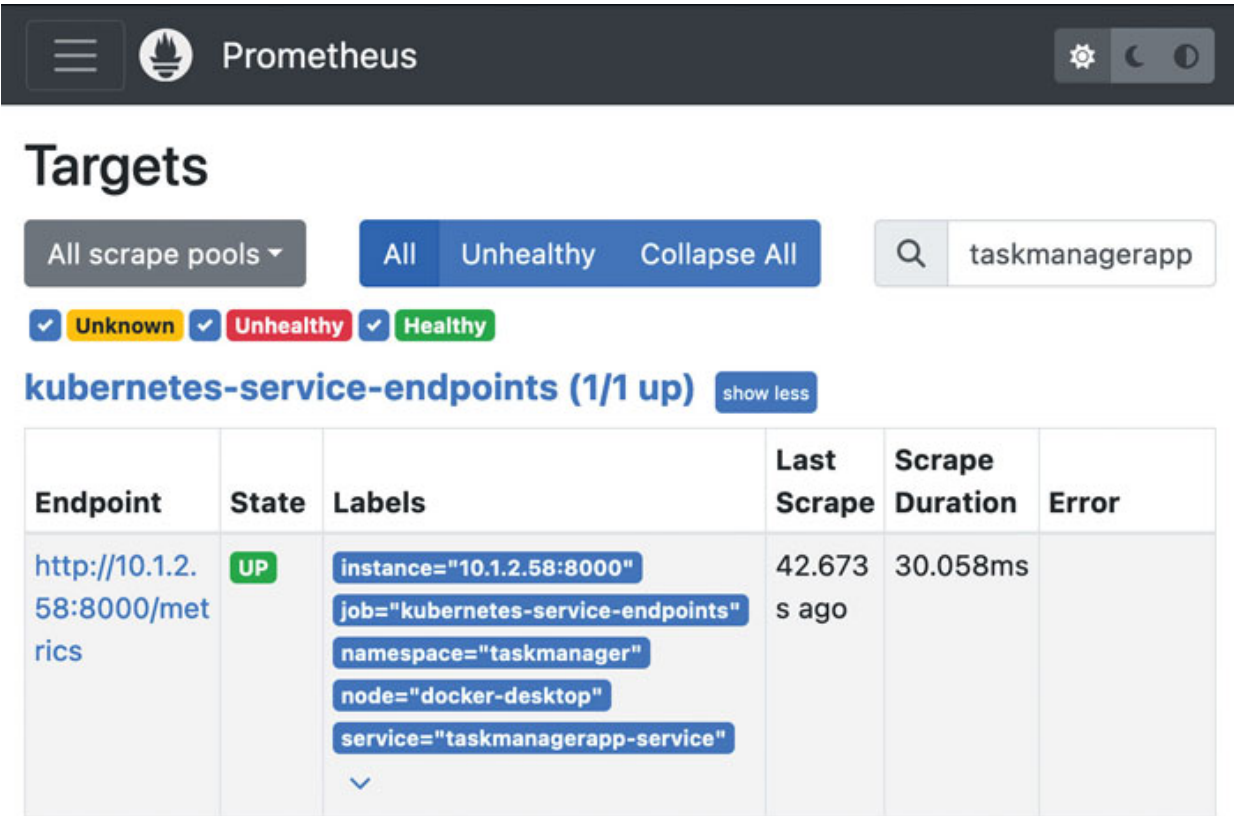 Prometheus
Targets
All scrape pools
All Unhealthy Collapse All
taskmanagerapp
Unknown Unhealthy Healthy
kubernetes-service-endpoints (1/1 up) show less
Endpoint State Labels Last Scrape Scrape Duration Error
http://10.1.2.
58:8000/met
rics
UP
instance="10.1.2.58:8000"
job="kubernetes-service-endpoints"
namespace="taskmanager"
node="docker-desktop"
service="taskmanagerapp-service"
42.673
s ago
30.058ms